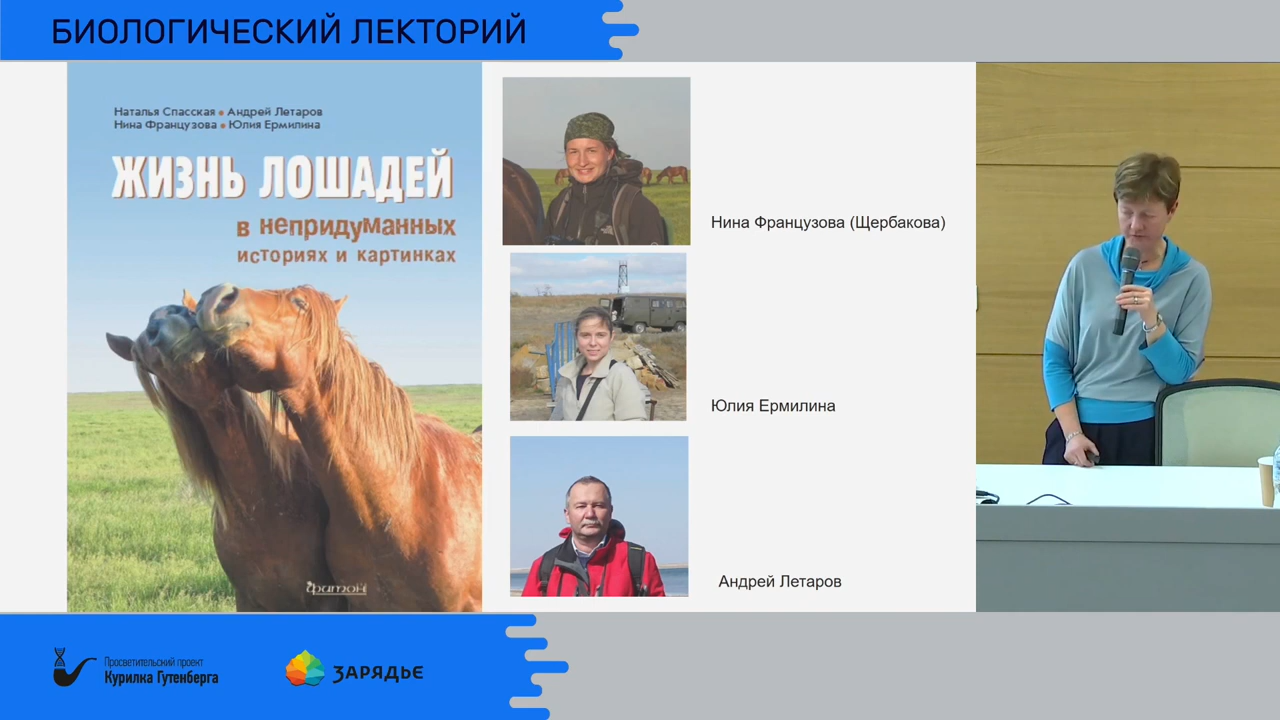 БИОЛОГИЧЕСКИЙ ЛЕКТОРИЙ
Наталья Спасская • Андрей Летаров
Нина Французова • Юлия Ермилина
ЖИЗНЬ ЛОШАДЕЙ
в непридуманных
историях и картинках
фитон
Нина Французова (Щербакова)
Юлия Ермилина
Андрей Летаров
Просветительский проект
Курилка Гутенберга
ЗАРЯДЬЕ